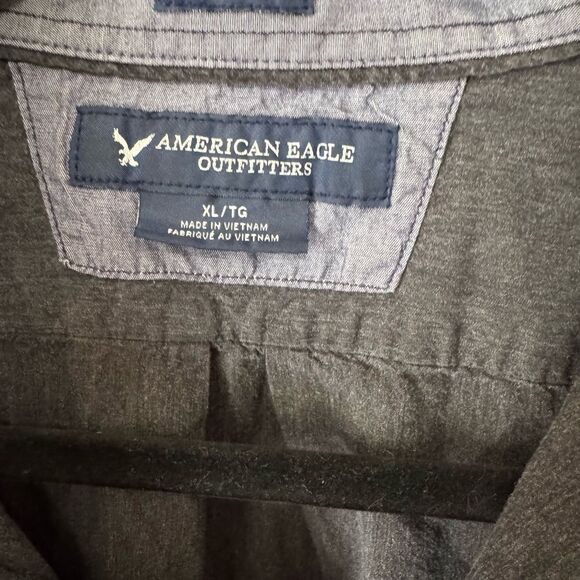 AMERICAN EAGLE
OUTFITTERS
XL/TG
MADE IN VIETNAM
FABRIQUÉ AU VIETNAM